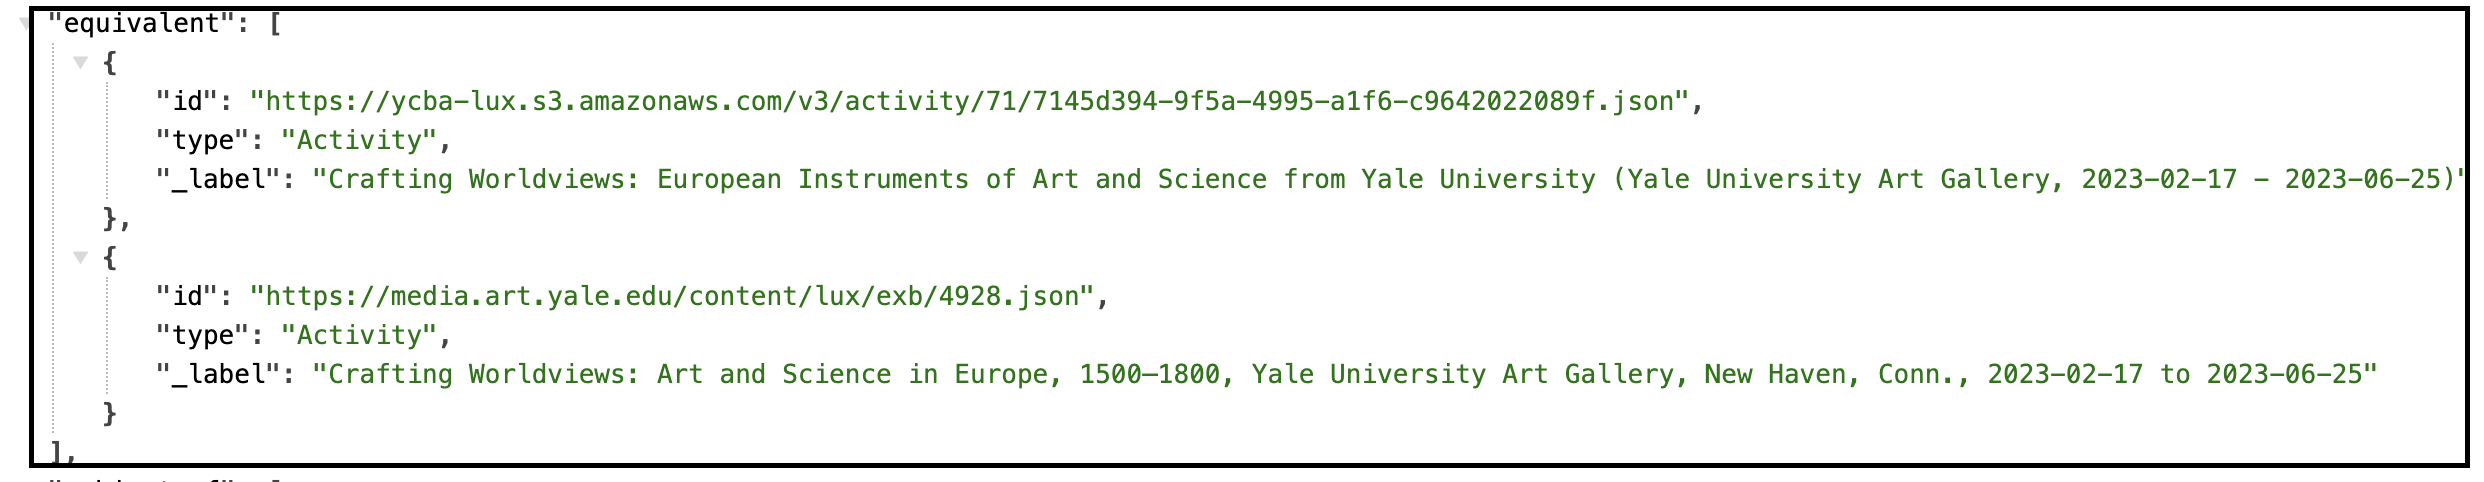 "equivalent": [
{
"id": "https://ycba-lux.s3.amazonaws.com/v3/activity/71/7145d394-9f5a-4995-a1f6-c9642022089f.json",
"type": "Activity",
"_label": "Crafting Worldviews: European Instruments of Art and Science from Yale University (Yale University Art Gallery, 2023-02-17 - 2023-06-25)"
},
{
"id": "https://media.art.yale.edu/content/lux/exb/4928.json",
"type": "Activity",
"_label": "Crafting Worldviews: Art and Science in Europe, 1500–1800, Yale University Art Gallery, New Haven, Conn., 2023-02-17 to 2023-06-25"
}
],